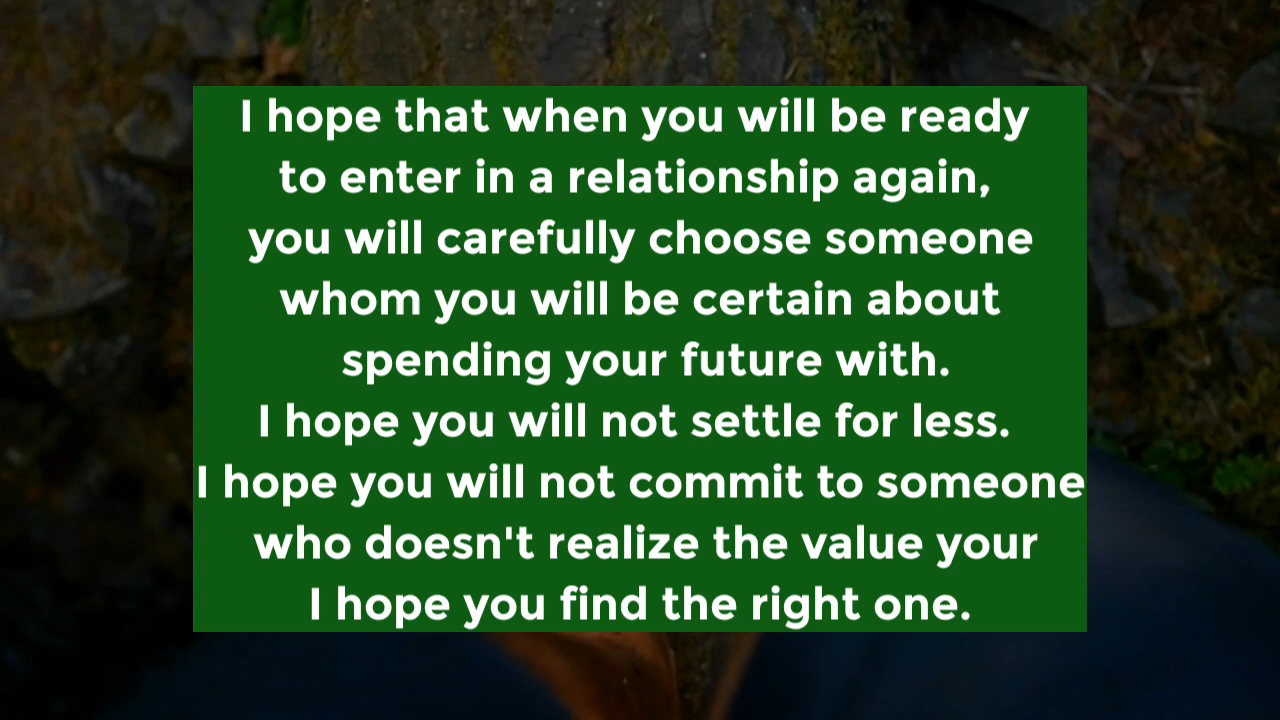 I hope that when you will be ready
to enter in a relationship again,
you will carefully choose someone
whom you will be certain about
spending your future with.
I hope you will not settle for less.
I hope you will not commit to someone
who doesn't realize the value your
I hope you find the right one.